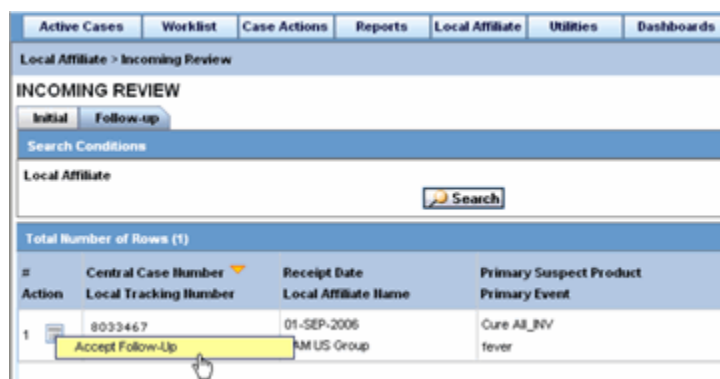 Active Cases Worklist Case Actions Reports Local Affiliate Utilities Dashboards
Local Affiliate > Incoming Review
INCOMING REVIEW
Initial Follow-up
Search Conditions
Local Affiliate
Search
Total Number of Rows (1)
# Central Case Number Receipt Date Primary Suspect Product
Action Local Tracking Number Local Affiliate Name Primary Event
1 8033467 01-SEP-2006 Cure All_INV
Accept Follow-Up AM US Group fever